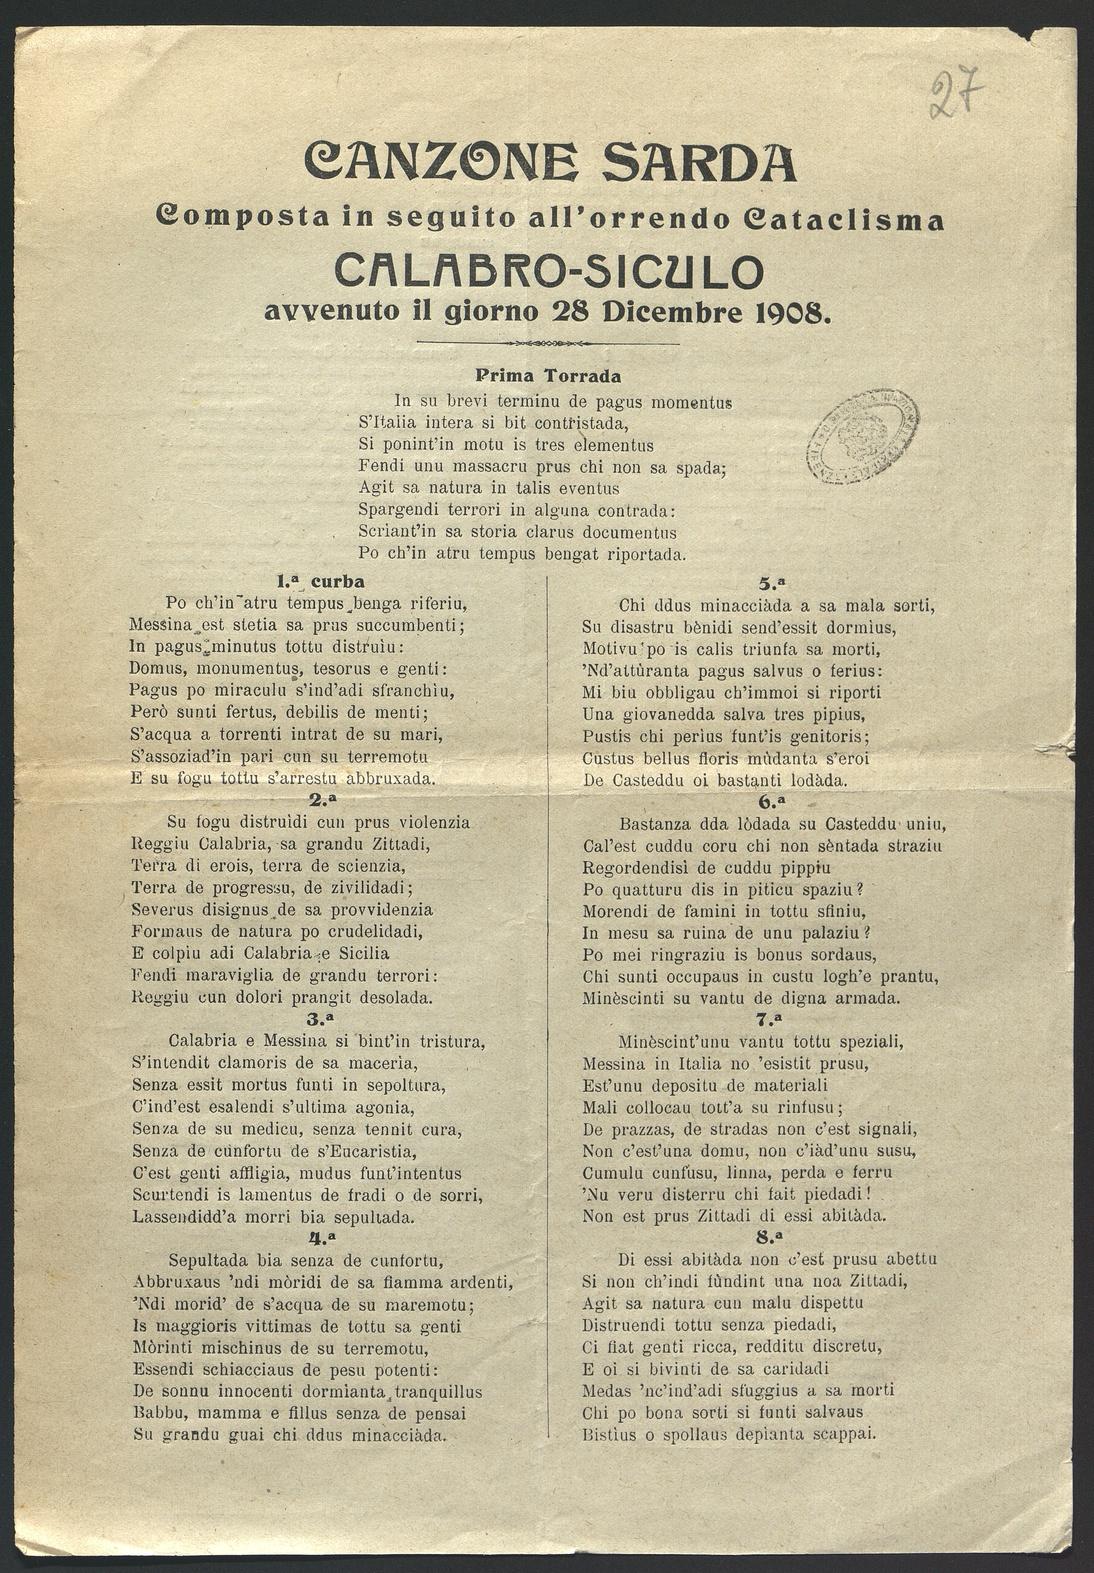 27
CANZONE SARDA
Composta in seguito all'orrendo Cataclisma
CALABRO-SICULO
avvenuto il giorno 28 Dicembre 1908.
Prima Torrada
In su brevi terminu de pagus momentus
S'Italia intera si bit contristada,
Si ponint'in motu is tres elementus
Fendi unu massacru prus chi non sa spada;
Agit sa natura in talis eventus
Spargendi terrori in alguna contrada:
Scriant'in sa storia clarus documentus
Po ch'in atru tempus bengat riportada.
1.ª curba
Po ch'in atru tempus benga riferiu,
Messina est stetia sa prus succumbenti;
In pagus minutus tottu distruìu:
Domus, monumentus, tesorus e genti:
Pagus po miraculu s'ind'adi sfranchìu,
Però sunti fertus, debilis de menti;
S'acqua a torrenti intrat de su mari,
S'assoziad'in pari cun su terremotu
E su fogu tottu s'arrestu abbruxada.
2.ª
Su fogu distruìdi cun prus violenzia
Reggiu Calabria, sa grandu Zittadi,
Terra di erois, terra de scienzia,
Terra de progressu, de zivilidadi;
Severus disignus de sa provvidenzia
Formaus de natura po crudelidadi,
E colpìu adi Calabria e Sicilia
Fendi maraviglia de grandu terrori:
Reggiu cun dolori prangit desolada.
3.ª
Calabria e Messina si bint'in tristura,
S'intendit clamoris de sa maceria,
Senza essit mortus funti in sepoltura,
C'ind'est esalendi s'ultima agonia,
Senza de su medicu, senza tennit cura,
Senza de cunfortu de s'Eucaristia,
C'est genti affligia, mudus funt'intentus
Scurtendi is lamentus de fradi o de sorri,
Lassendidd'a morri bia sepultada.
4.ª
Sepultada bia senza de cunfortu,
Abbruxaus 'ndi mòridi de sa fiamma ardenti,
'Ndi morid' de s'acqua de su maremotu;
Is maggioris vittimas de tottu sa genti
Mòrinti mischinus de su terremotu,
Essendi schiacciaus de pesu potenti:
De sonnu innocenti dormianta tranquillus
Babbu, mamma e fillus senza de pensai
Su grandu guai chi ddus minacciàda.
5.ª
Chi ddus minacciàda a sa mala sorti,
Su disastru bènidi send'essit dormius,
Motivu po is calis triunfa sa morti,
'Nd'attùranta pagus salvus o ferius:
Mi biu obbligau ch'immoi si riporti
Una giovanedda salva tres pipius,
Pustis chi perius funt'is genitoris;
Custus bellus floris mùdanta s'eroi
De Casteddu oi bastanti lodàda.
6.ª
Bastanza dda lòdada su Casteddu uniu,
Cal'est cuddu coru chi non sèntada straziu
Regordendisì de cuddu pippiu
Po quatturu dis in piticu spaziu?
Morendi de famini in tottu sfiniu,
In mesu sa ruina de unu palaziu?
Po mei ringraziu is bonus sordaus,
Chi sunti occupaus in custu logh'e prantu,
Minèscinti su vantu de digna armada.
7.ª
Minèscint'unu vantu tottu speziali,
Messina in Italia no 'esistit prusu,
Est'unu depositu de materiali
Mali collocau tott'a su rinfusu;
De prazzas, de stradas non c'est signali,
Non c'est'una domu, non c'iàd'unu susu,
Cumulu cunfusu, linna, perda e ferru
'Nu veru disterru chi fait piedadi!
Non est prus Zittadi di essi abitàda.
8.ª
Di essi abitàda non c'est prusu abettu
Si non ch'indi fùndint una noa Zittadi,
Agit sa natura cun malu dispettu
Distruendi tottu senza piedadi,
Ci fiat genti ricca, redditu discretu,
E oi si bivinti de sa caridadi
Medas 'nc'ind'adi sfuggius a sa morti
Chi po bona sorti si funti salvaus
Bistius o spollaus depianta scappai.